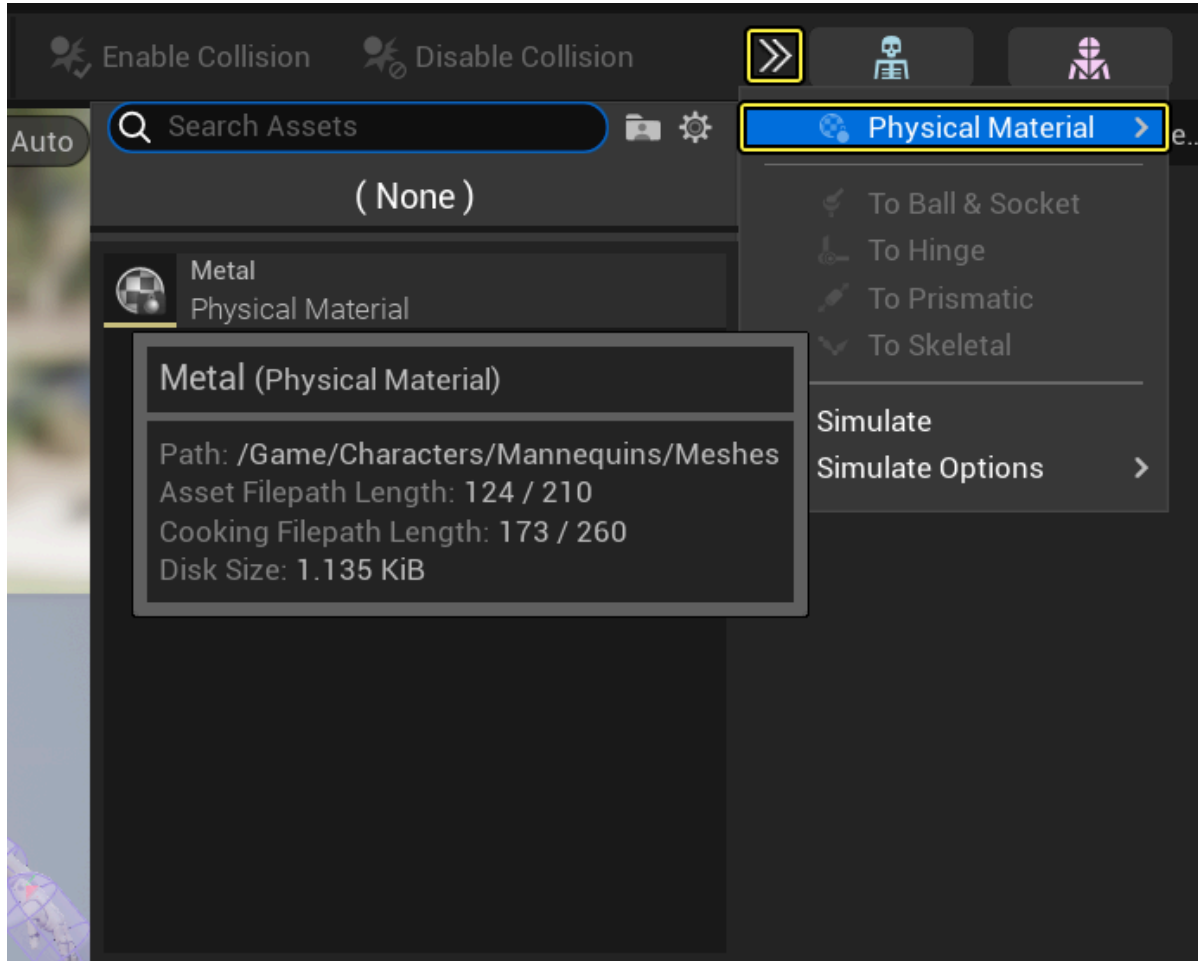 Enable Collision
Disable Collision
Auto
Search Assets
Physical Material
e..
( None )
To Ball & Socket
To Hinge
To Prismatic
To Skeletal
Metal
Physical Material
Metal (Physical Material)
Path: /Game/Characters/Mannequins/Meshes
Asset Filepath Length: 124 / 210
Cooking Filepath Length: 173 / 260
Disk Size: 1.135 KiB
Simulate
Simulate Options